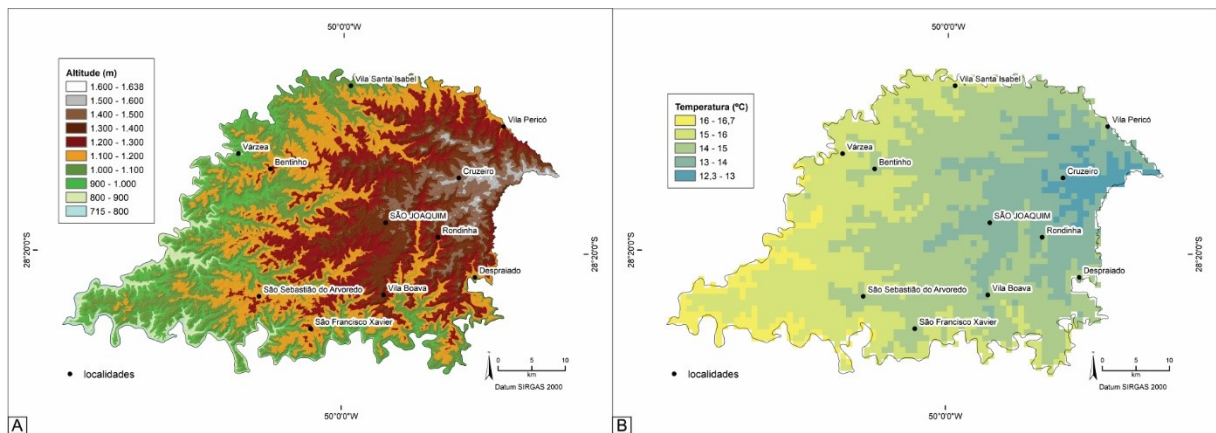 50°0'0"W
Altitude (m)
1.600 - 1.638
1.500 - 1.600
1.400 - 1.500
1.300 - 1.400
1.200 - 1.300
1.100 - 1.200
1.000 - 1.100
900 - 1.000
800 - 900
715 - 800
Vila Santa Isabel
Vila Pericó
Várzea
Bentinho
Cruzeiro
SÃO JOAQUIM
Rondinha
28°20'0"S
Despraiado
São Sebastião do Arvoredo
Vila Boava
São Francisco Xavier
localidades
0 5 10
km
Datum SIRGAS 2000
50°0'0"W
A
50°0'0"W
Temperatura (ºC)
16 - 16,7
15 - 16
14 - 15
13 - 14
12,3 - 13
Vila Santa Isabel
Vila Pericó
Várzea
Bentinho
Cruzeiro
SÃO JOAQUIM
Rondinha
28°20'0"S
Despraiado
São Sebastião do Arvoredo
Vila Boava
São Francisco Xavier
localidades
0 5 10
km
Datum SIRGAS 2000
50°0'0"W
B